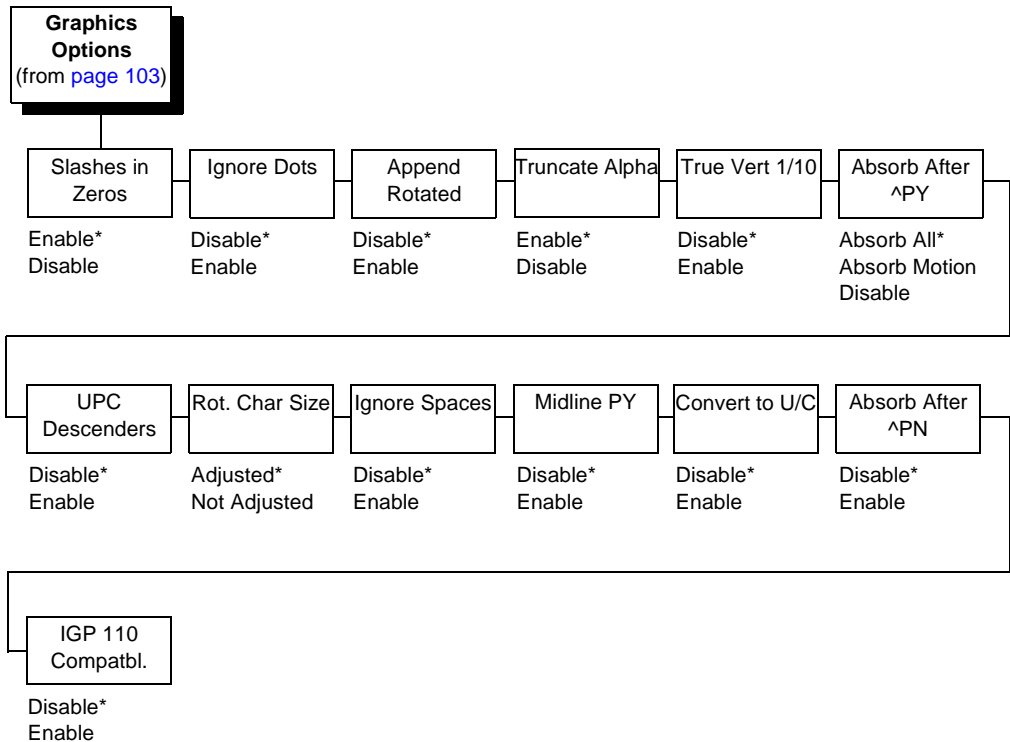 Graphics
Options
(from page 103)
Slashes in
Zeros
Enable*
Disable
Ignore Dots
Disable*
Enable
Append
Rotated
Disable*
Enable
Truncate Alpha
Enable*
Disable
True Vert 1/10
Disable*
Enable
Absorb After
^PY
Absorb All*
Absorb Motion
Disable
UPC
Descenders
Disable*
Enable
Rot. Char Size
Adjusted*
Not Adjusted
Ignore Spaces
Disable*
Enable
Midline PY
Disable*
Enable
Convert to U/C
Disable*
Enable
Absorb After
^PN
Disable*
Enable
IGP 110
Compatbl.
Disable*
Enable